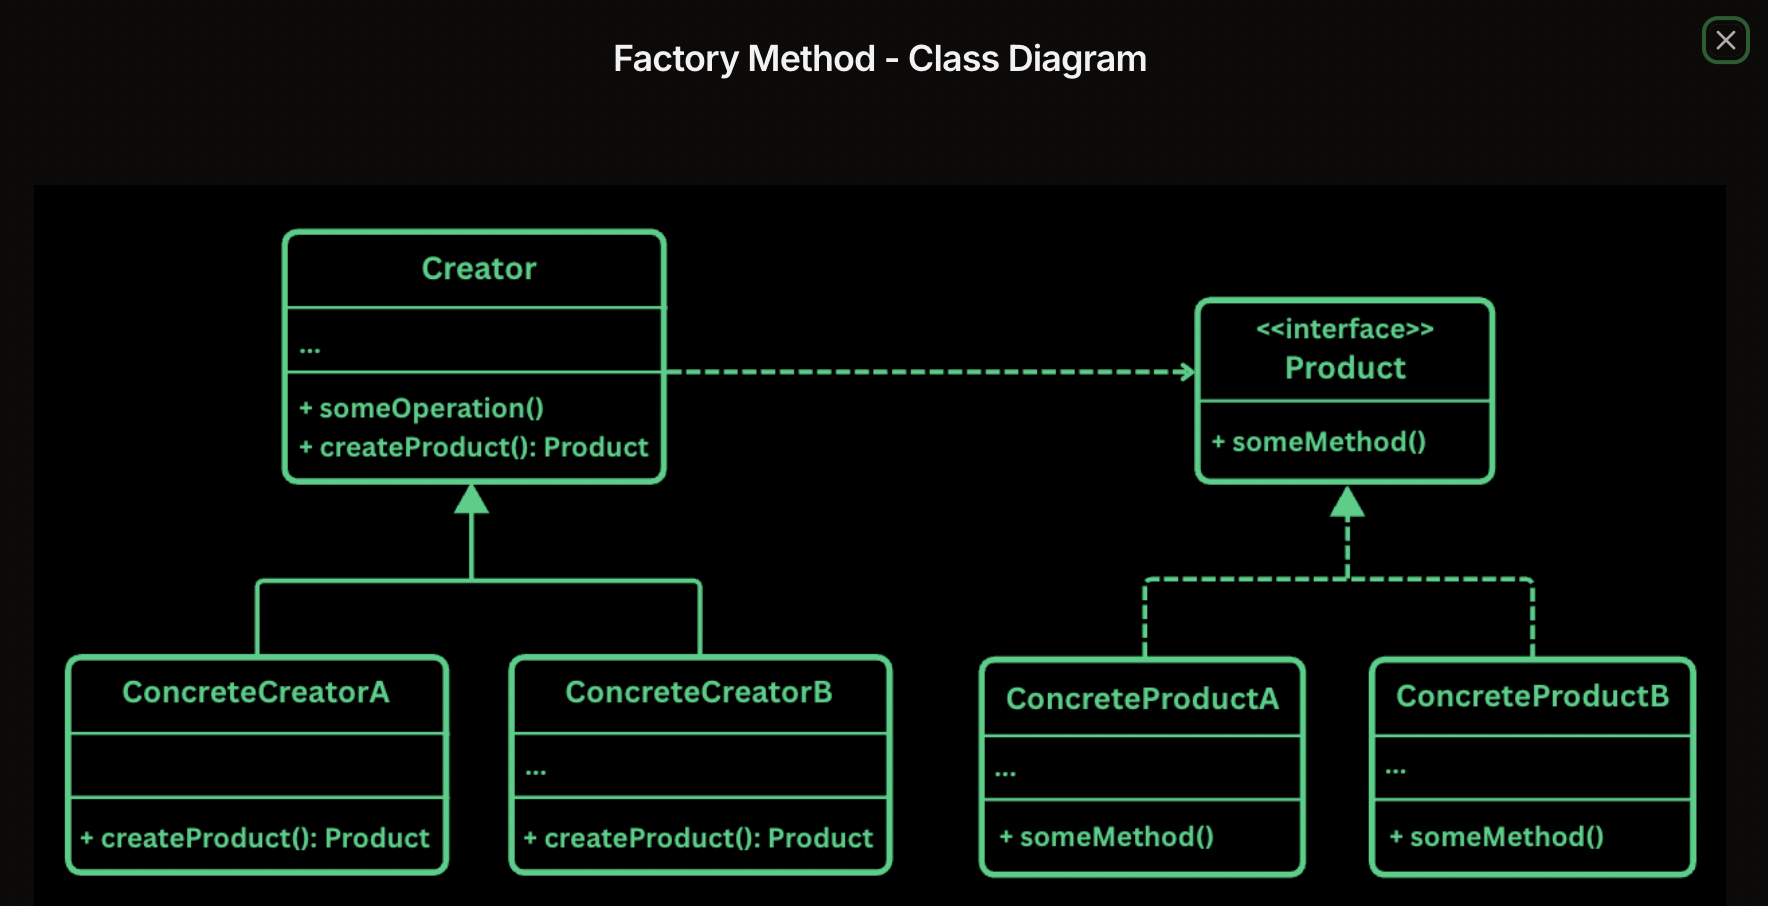 Factory Method - Class Diagram
Creator
...
+ someOperation()
+ createProduct(): Product
<<interface>>
Product
+ someMethod()
ConcreteCreatorA
+ createProduct(): Product
ConcreteCreatorB
...
+ createProduct(): Product
ConcreteProductA
...
+ someMethod()
ConcreteProductB
...
+ someMethod()